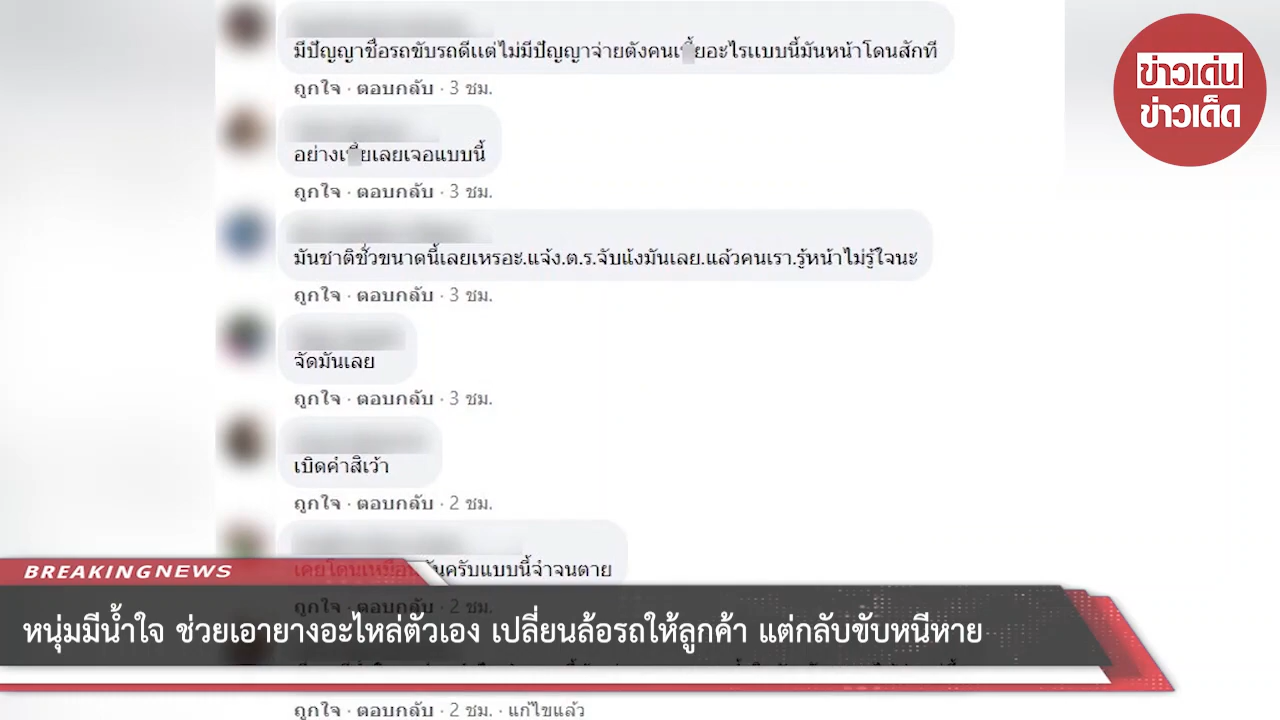 มีปัญญาซื้อรถขับรถดีแต่ไม่มีปัญญาจ่ายตังคนเ ี้ยอะไรแบบนี้มันหน้าโดนสักที
ถูกใจ · ตอบกลับ · 3 ชม.
อย่างเ ี้ยเลยเจอแบบนี้
ถูกใจ · ตอบกลับ · 3 ชม.
มันชาติชั่วขนาดนี้เลยเหรอะ.แจ้ง.ต.ร.จับแ้งมันเลย.แล้วคนเรา.รู้หน้าไม่รู้ใจนะ
ถูกใจ · ตอบกลับ · 3 ชม.
จัดมันเลย
ถูกใจ · ตอบกลับ · 3 ชม.
เบิดคำสิเว้า
ถูกใจ · ตอบกลับ · 2 ชม.
เคยโดนเหมือนกันครับแบบนี้จำจนตาย
ถูกใจ · ตอบกลับ · 2 ชม.
ถูกใจ · ตอบกลับ · 2 ชม. · แก้ไขแล้ว
ข่าวเด่น
ข่าวเด็ด
BREAKINGNEWS
หนุ่มมีน้ำใจ ช่วยเอายางอะไหล่ตัวเอง เปลี่ยนล้อรถให้ลูกค้า แต่กลับขับหนีหาย